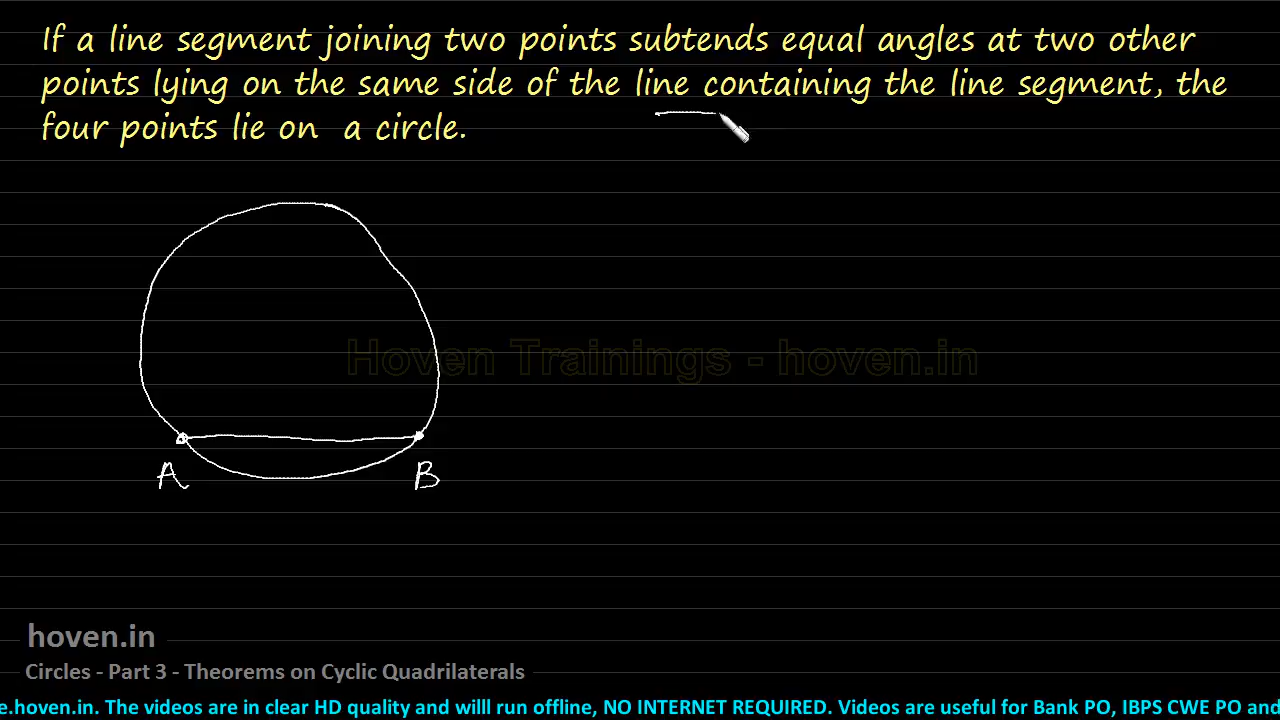 If a line segment joining two points subtends equal angles at two other
points lying on the same side of the line containing the line segment, the
four points lie on a circle.
Hoven Trainings - hoven.in
A
B
hoven.in
Circles - Part 3 - Theorems on Cyclic Quadrilaterals
e.hoven.in. The videos are in clear HD quality and willl run offline, NO INTERNET REQUIRED. Videos are useful for Bank PO, IBPS CWE PO and